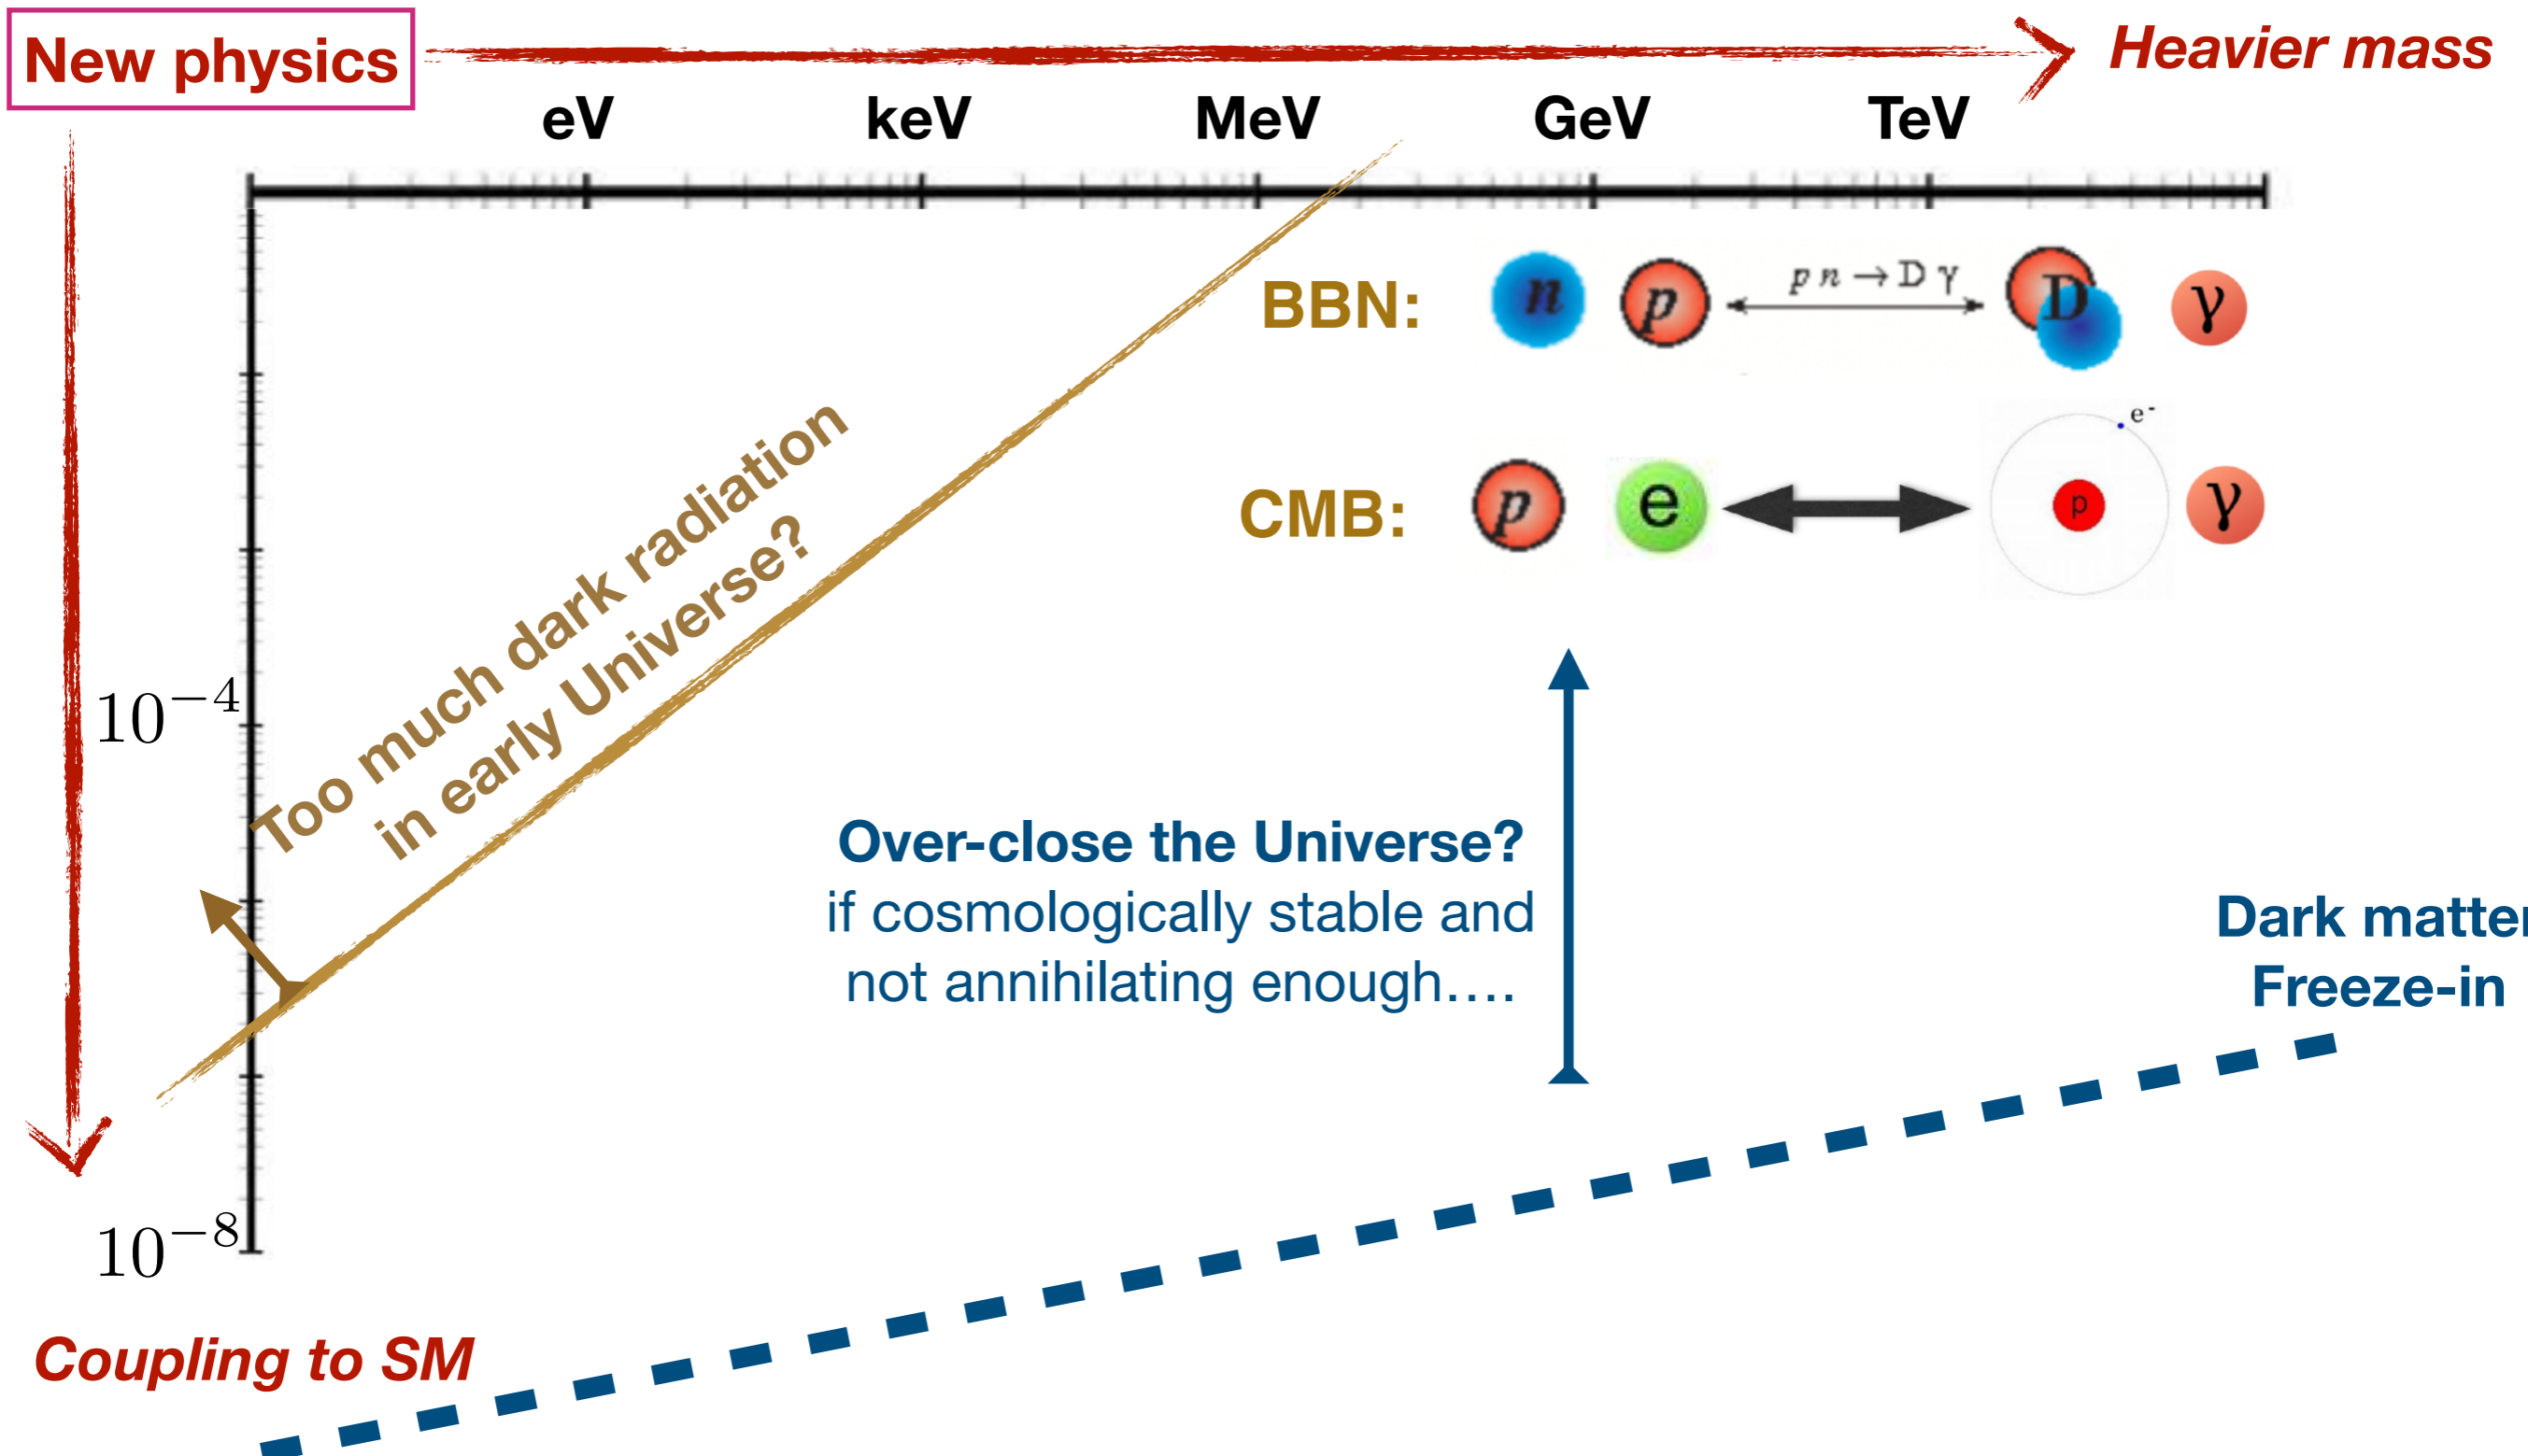 New physics
Heavier mass
eV keV MeV GeV TeV
BBN: n p p n → D γ D γ
CMB: p e p e⁻ γ
Too much dark radiation
in early Universe?
10⁻⁴
Over-close the Universe?
if cosmologically stable and
not annihilating enough….
Dark matter
Freeze-in
10⁻⁸
Coupling to SM